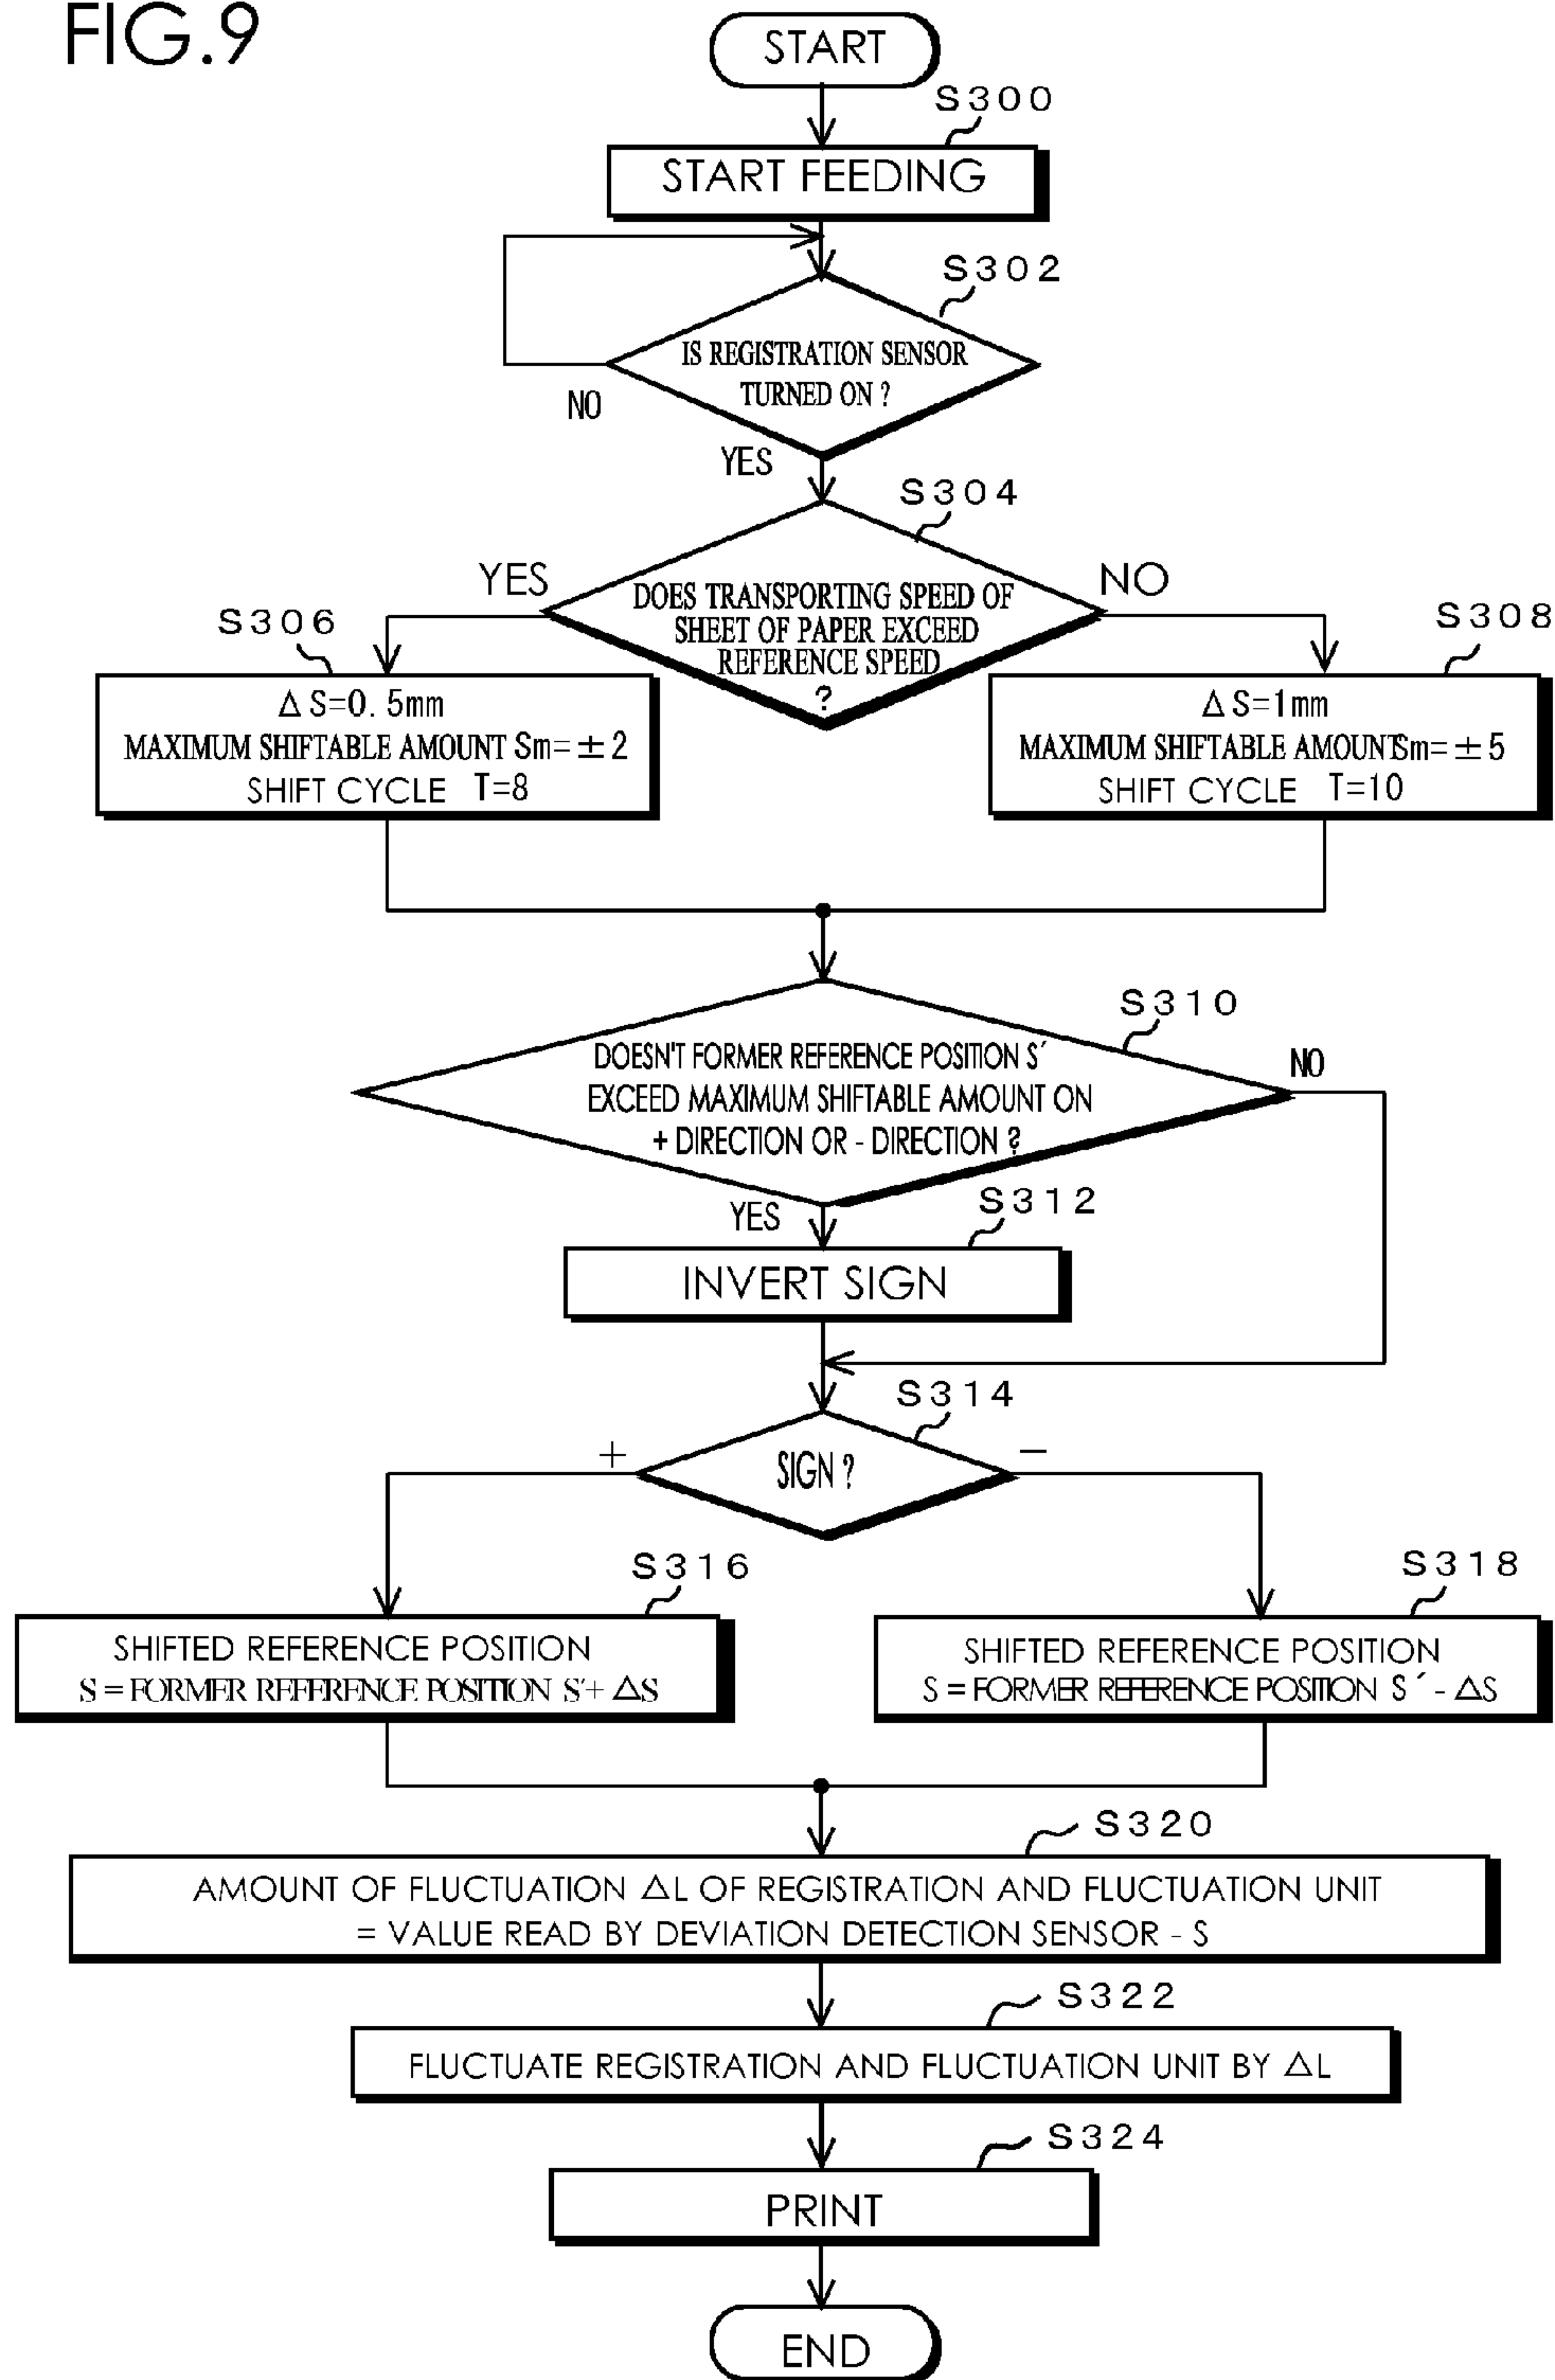 FIG.9
START
S300
START FEEDING
S302
IS REGISTRATION SENSOR
TURNED ON ?
NO
YES
S304
YES
NO
DOES TRANSPORTING SPEED OF
SHEET OF PAPER EXCEED
REFERENCE SPEED
?
S306
Δ S=0.5mm
MAXIMUM SHIFTABLE AMOUNT Sm=±2
SHIFT CYCLE T=8
S308
Δ S=1mm
MAXIMUM SHIFTABLE AMOUNTSm=±5
SHIFT CYCLE T=10
S310
DOESN'T FORMER REFERENCE POSITION S´
EXCEED MAXIMUM SHIFTABLE AMOUNT ON
+ DIRECTION OR - DIRECTION ?
NO
YES
S312
INVERT SIGN
S314
+
SIGN ?
−
S316
SHIFTED REFERENCE POSITION
S = FORMER REFERENCE POSITION S´+ ΔS
S318
SHIFTED REFERENCE POSITION
S = FORMER REFERENCE POSITION S´- ΔS
S320
AMOUNT OF FLUCTUATION ΔL OF REGISTRATION AND FLUCTUATION UNIT
= VALUE READ BY DEVIATION DETECTION SENSOR - S
S322
FLUCTUATE REGISTRATION AND FLUCTUATION UNIT BY ΔL
S324
PRINT
END